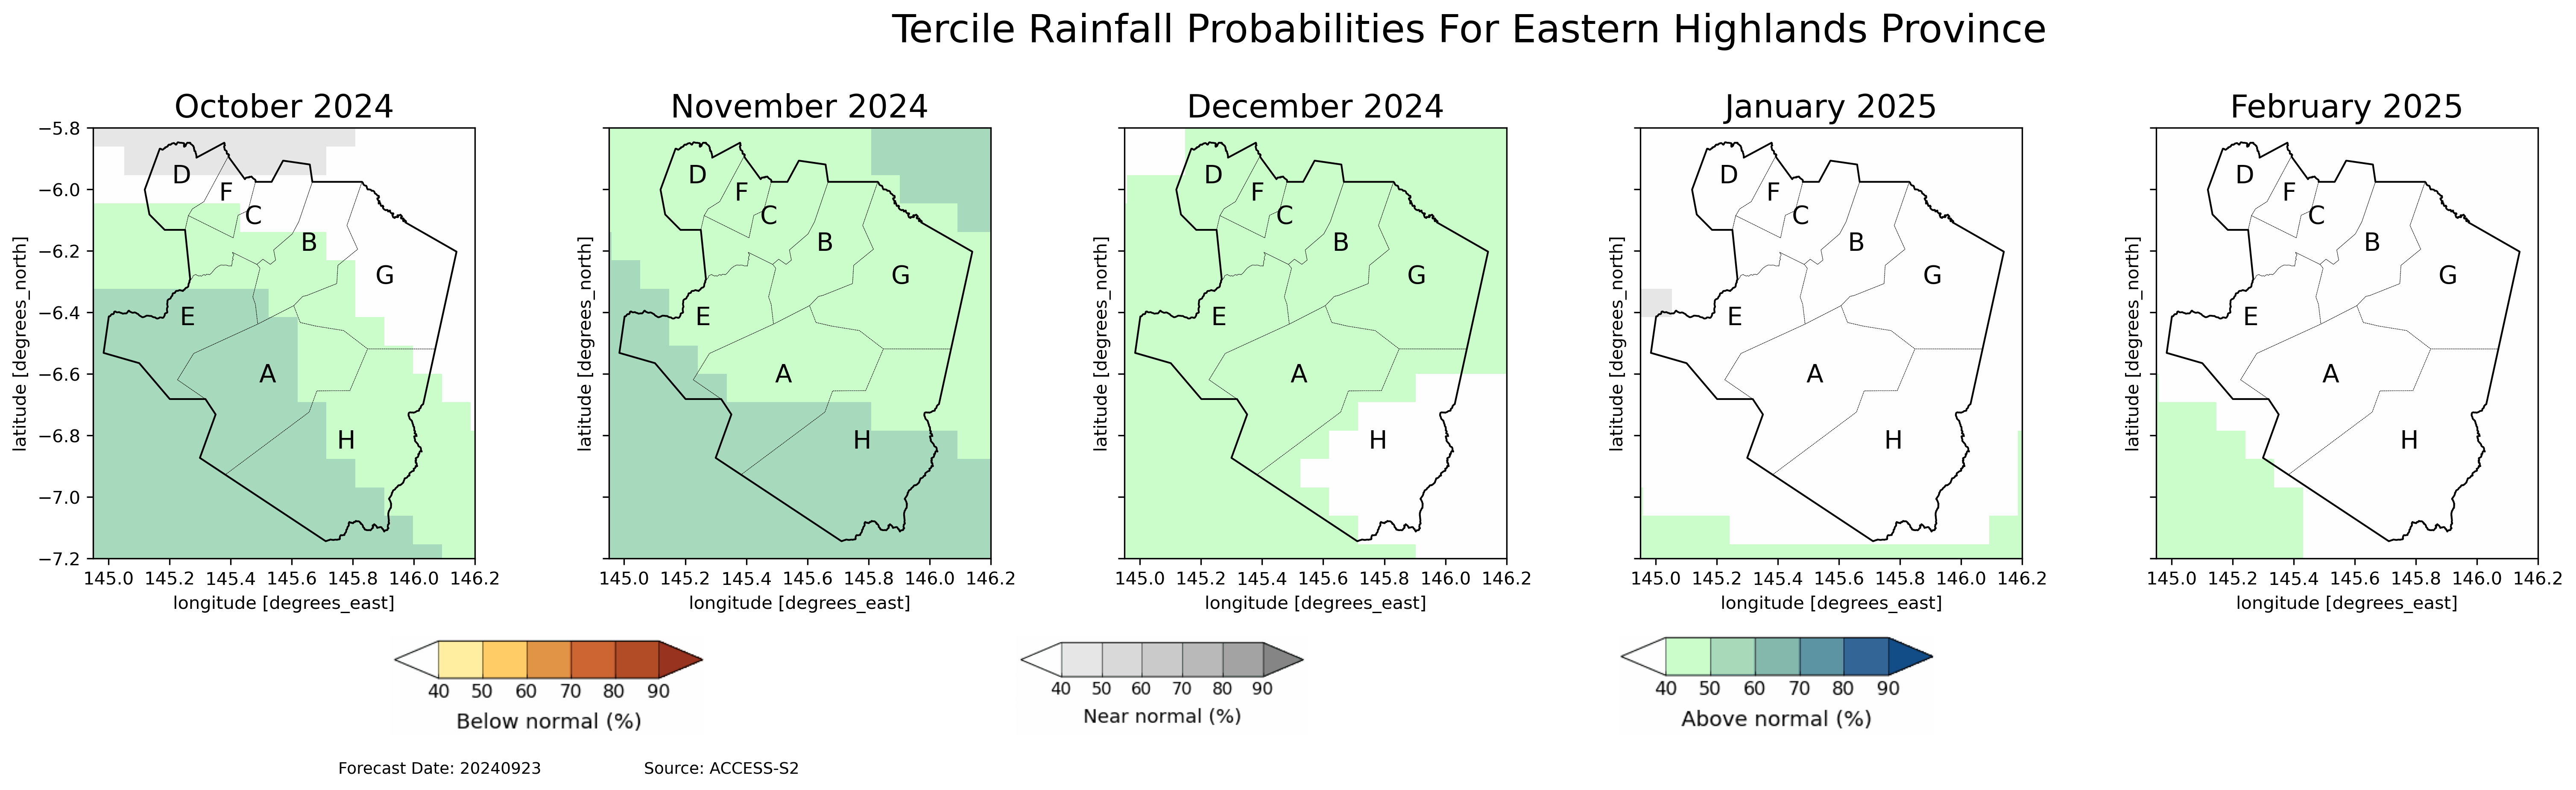 Tercile Rainfall Probabilities For Eastern Highlands Province
October 2024
November 2024
December 2024
January 2025
February 2025
−5.8
−6.0
−6.2
−6.4
−6.6
−6.8
−7.0
−7.2
latitude [degrees_north]
D
F
C
B
G
E
A
H
145.0 145.2 145.4 145.6 145.8 146.0 146.2
longitude [degrees_east]
latitude [degrees_north]
D
F
C
B
G
E
A
H
145.0 145.2 145.4 145.6 145.8 146.0 146.2
longitude [degrees_east]
latitude [degrees_north]
D
F
C
B
G
E
A
H
145.0 145.2 145.4 145.6 145.8 146.0 146.2
longitude [degrees_east]
latitude [degrees_north]
D
F
C
B
G
E
A
H
145.0 145.2 145.4 145.6 145.8 146.0 146.2
longitude [degrees_east]
latitude [degrees_north]
D
F
C
B
G
E
A
H
145.0 145.2 145.4 145.6 145.8 146.0 146.2
longitude [degrees_east]
40 50 60 70 80 90
Below normal (%)
40 50 60 70 80 90
Near normal (%)
40 50 60 70 80 90
Above normal (%)
Forecast Date: 20240923
Source: ACCESS-S2